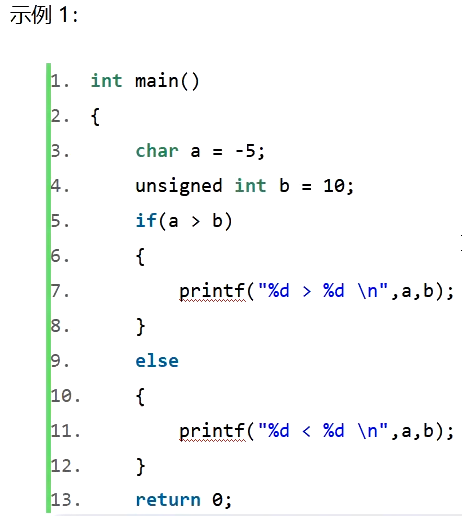 示例 1:
1. int main()
2. {
3.     char a = -5;
4.     unsigned int b = 10;
5.     if(a > b)
6.     {
7.         printf("%d > %d \n",a,b);
8.     }
9.     else
10.     {
11.         printf("%d < %d \n",a,b);
12.     }
13.     return 0;